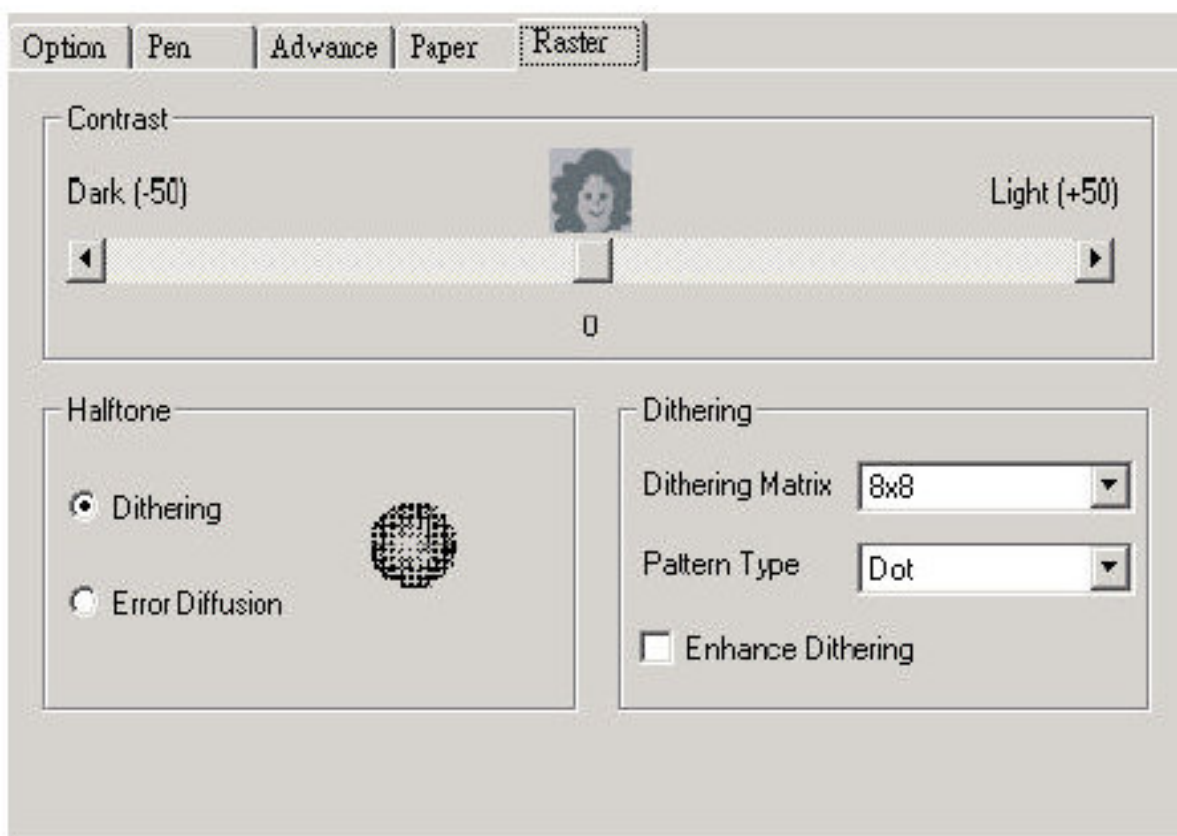 Option Pen Advance Paper Raster
Contrast
Dark (-50) Light (+50)
0
Halftone
Dithering
Error Diffusion
Dithering
Dithering Matrix 8x8
Pattern Type Dot
Enhance Dithering